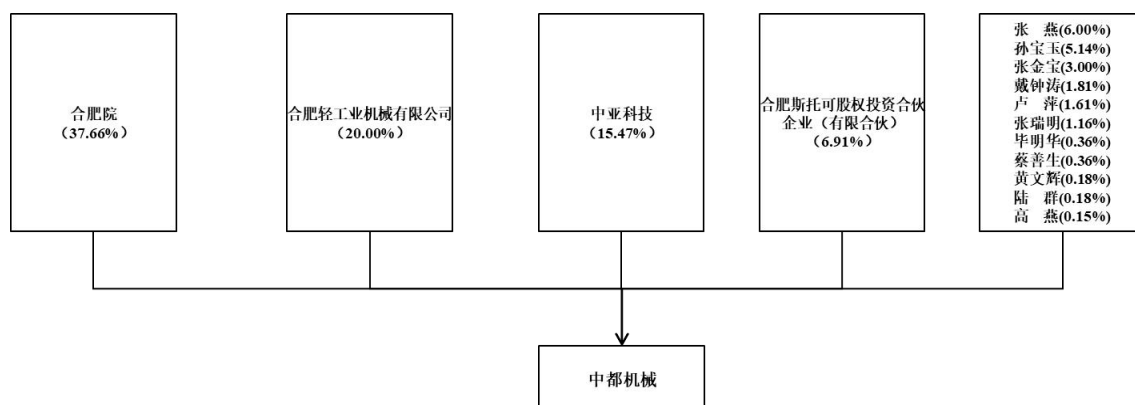 合肥院
（37.66%）
合肥轻工业机械有限公司
（20.00%）
中亚科技
（15.47%）
合肥斯托可股权投资合伙
企业（有限合伙）
（6.91%）
张　燕(6.00%)
孙宝玉(5.14%)
张金宝(3.00%)
戴钟涛(1.81%)
卢　萍(1.61%)
张瑞明(1.16%)
毕明华(0.36%)
蔡善生(0.36%)
黄文辉(0.18%)
陆　群(0.18%)
高　燕(0.15%)
中都机械